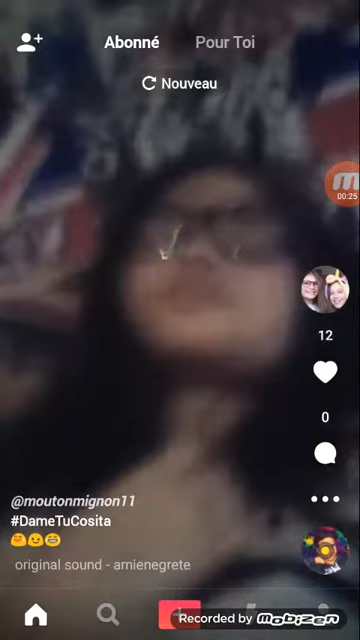 Abonné Pour Toi
Nouveau
00:25
12
0
@moutonmignon11
#DameTuCosita
original sound - arnienegrete
Recorded by Mobizen